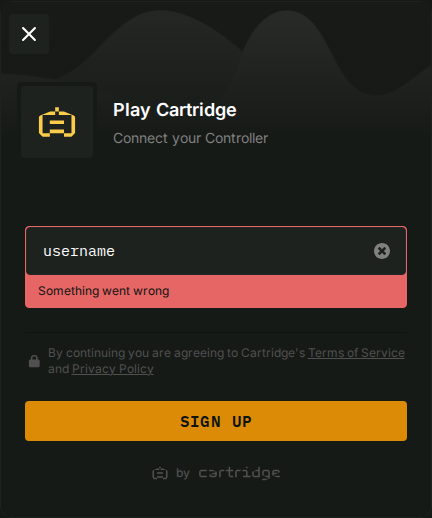 Play Cartridge
Connect your Controller
username
Something went wrong
By continuing you are agreeing to Cartridge's Terms of Service
and Privacy Policy
SIGN UP
by cartridge